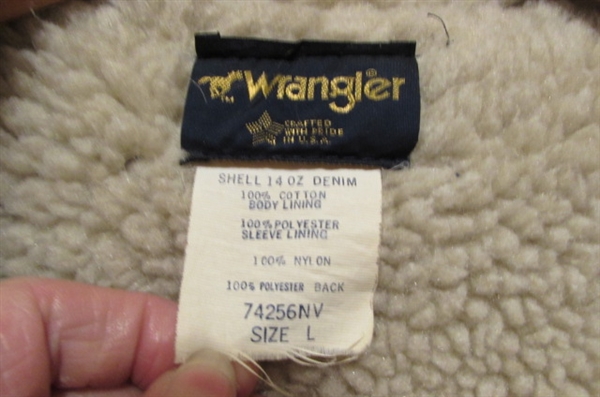 Wrangler®
TM
CRAFTED
WITH PRIDE
IN U.S.A.
SHELL 14 OZ DENIM
100% COTTON
BODY LINING
100% POLYESTER
SLEEVE LINING
100% NYLON
100% POLYESTER BACK
74256NV
SIZE L